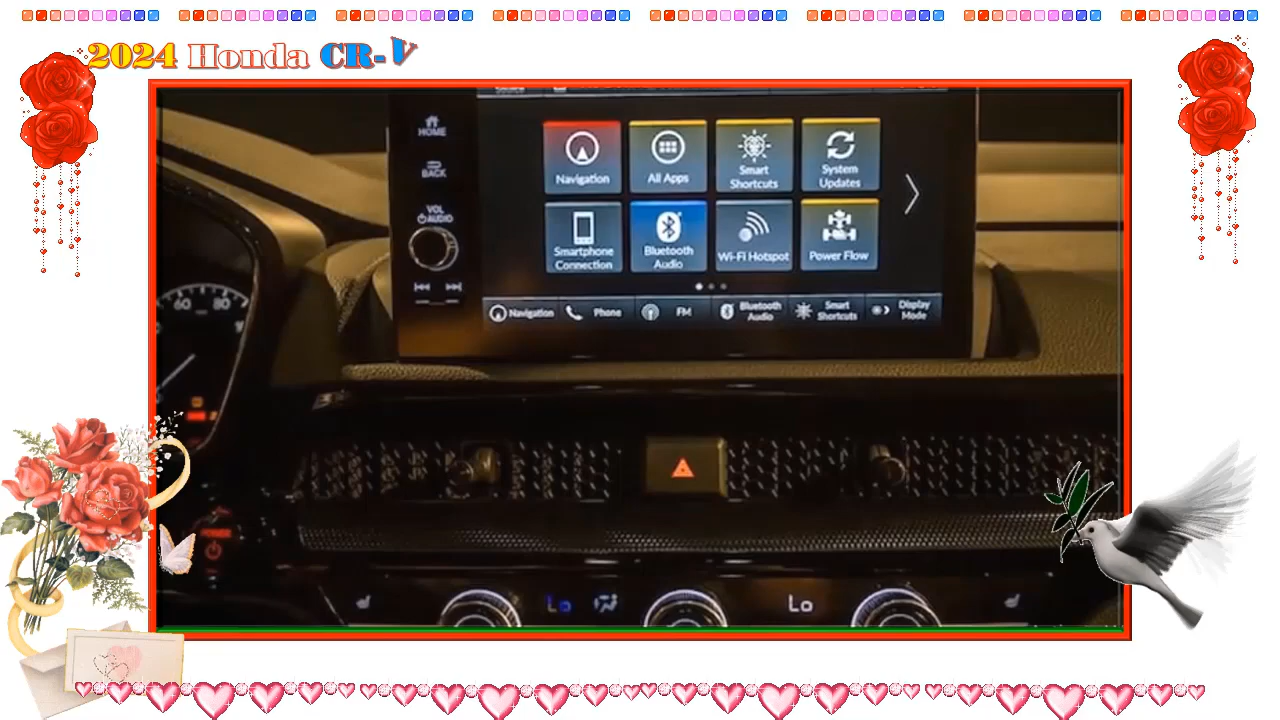 2024 Honda CR-V
HOME
BACK
VOL
AUDIO
Navigation
All Apps
Smart
Shortcuts
System
Updates
Smartphone
Connection
Bluetooth
Audio
Wi-Fi Hotspot
Power Flow
Navigation
Phone
FM
Bluetooth
Audio
Smart
Shortcuts
Display
Mode
60
80
POWER
Lo
Lo